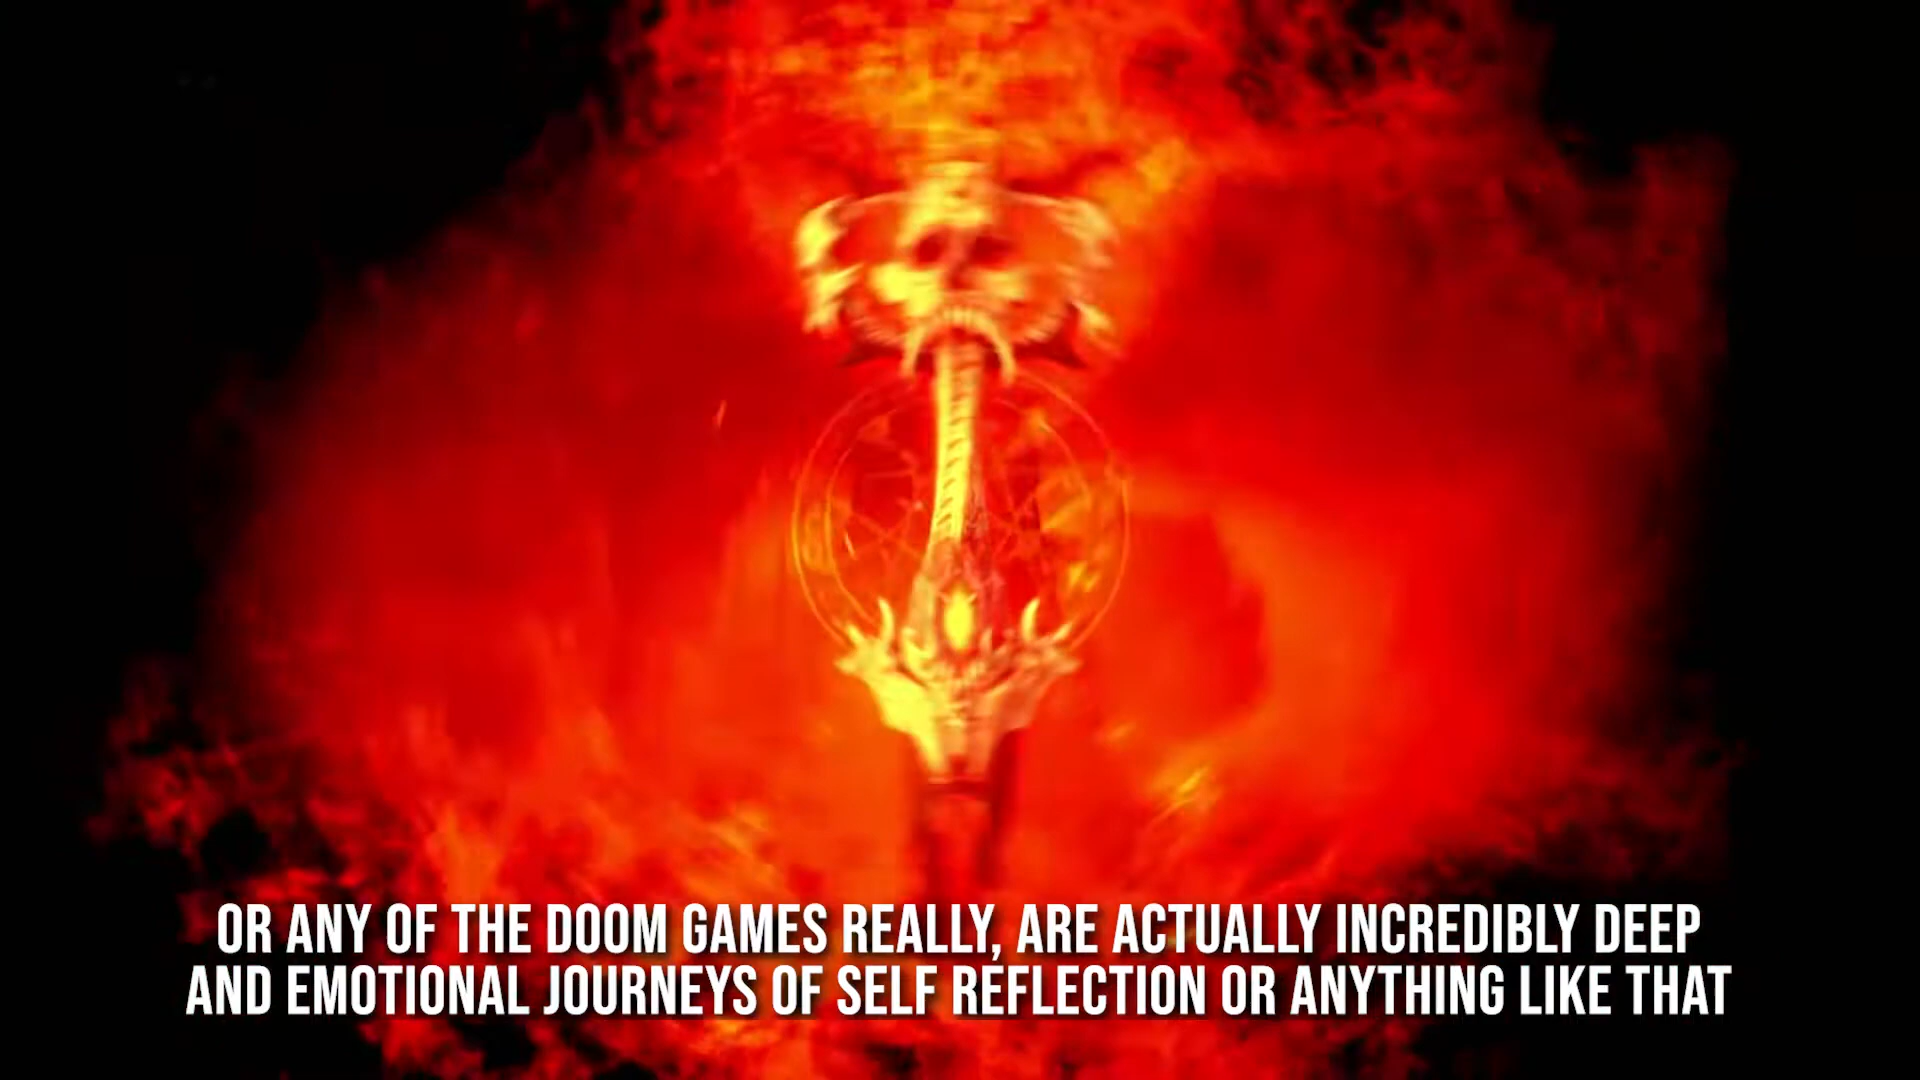 OR ANY OF THE DOOM GAMES REALLY, ARE ACTUALLY INCREDIBLY DEEP
AND EMOTIONAL JOURNEYS OF SELF REFLECTION OR ANYTHING LIKE THAT